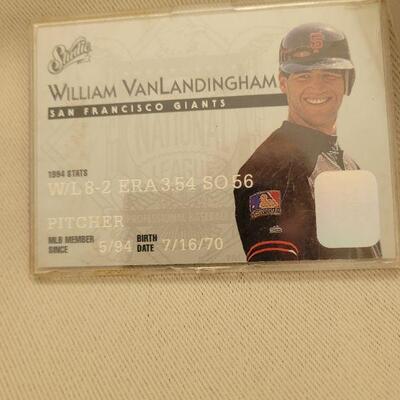 Studio
WILLIAM VANLANDINGHAM
SAN FRANCISCO GIANTS
1994 STATS
W/L 8-2 ERA 3.54 SO 56
PITCHER
MLB MEMBER SINCE 5/94 BIRTH DATE 7/16/70